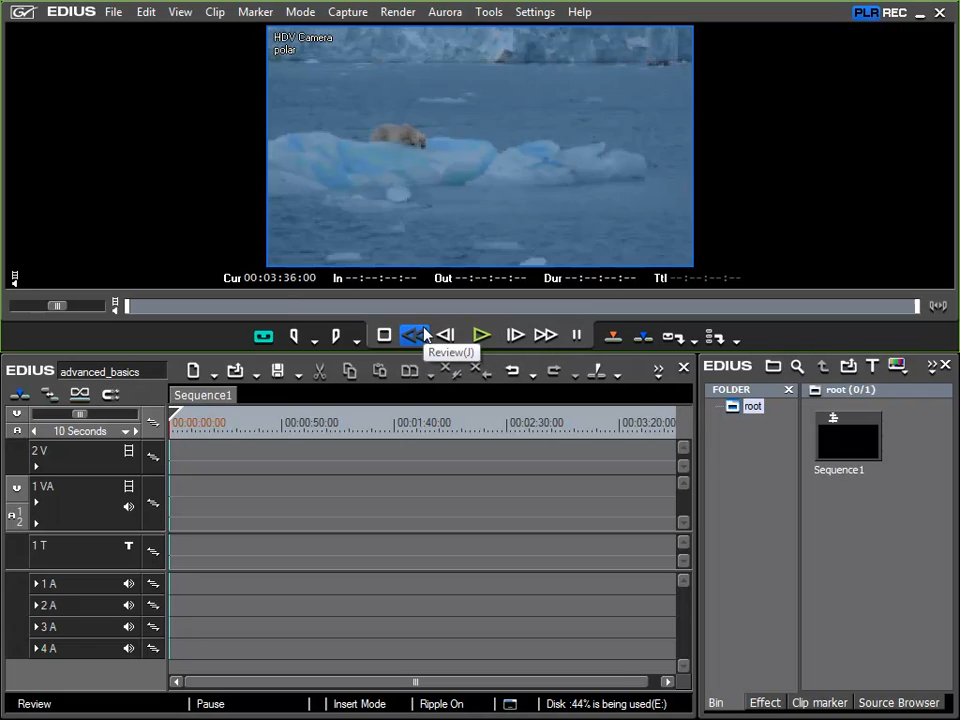 EDIUS File Edit View Clip Marker Mode Capture Render Aurora Tools Settings Help PLR REC
HDV Camera
polar
Cur 00:03:36:00 In --:--:--:-- Out --:--:--:-- Dur --:--:--:-- Ttl --:--:--:--
Review(J)
EDIUS advanced_basics
Sequence1
10 Seconds
00:00:00:00 00:00:50:00 00:01:40:00 00:02:30:00 00:03:20:00
2 V
1 VA
1 T
1 A
2 A
3 A
4 A
EDIUS
FOLDER
root
root (0/1)
Sequence1
Bin Effect Clip marker Source Browser
Review Pause Insert Mode Ripple On Disk :44% is being used(E:)